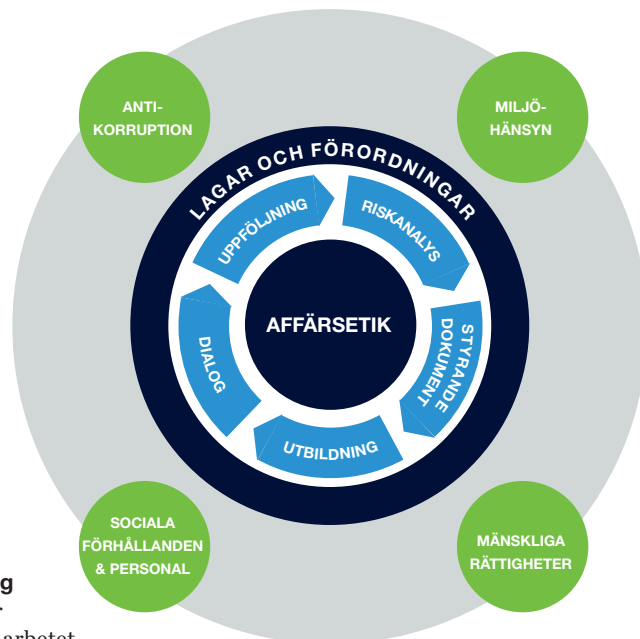 ANTI-
KORRUPTION
MILJÖ-
HÄNSYN
LAGAR OCH FÖRORDNINGAR
UPPFÖLJNING
RISKANALYS
STYRANDE
DOKUMENT
UTBILDNING
DIALOG
AFFÄRSETIK
SOCIALA
FÖRHÅLLANDEN
& PERSONAL
MÄNSKLIGA
RÄTTIGHETER
arbetet